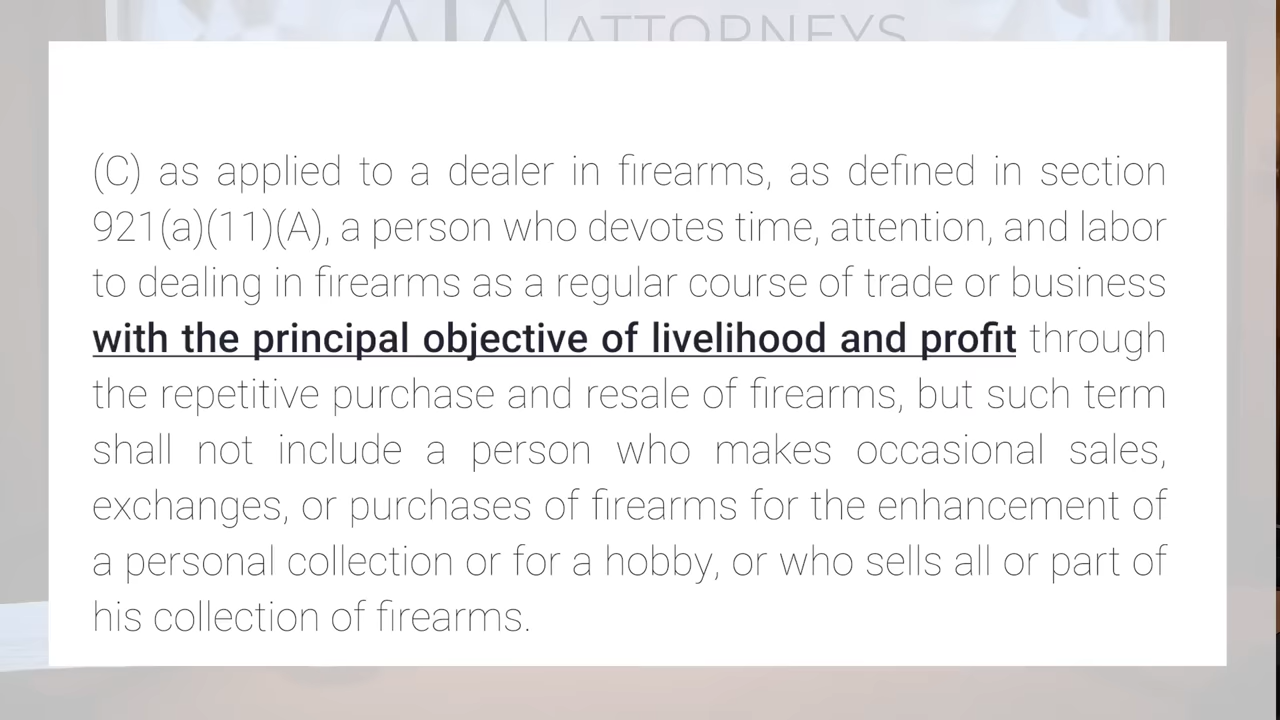 ATTORNEYS
(C) as applied to a dealer in firearms, as defined in section
921(a)(11)(A), a person who devotes time, attention, and labor
to dealing in firearms as a regular course of trade or business
with the principal objective of livelihood and profit through
the repetitive purchase and resale of firearms, but such term
shall not include a person who makes occasional sales,
exchanges, or purchases of firearms for the enhancement of
a personal collection or for a hobby, or who sells all or part of
his collection of firearms.